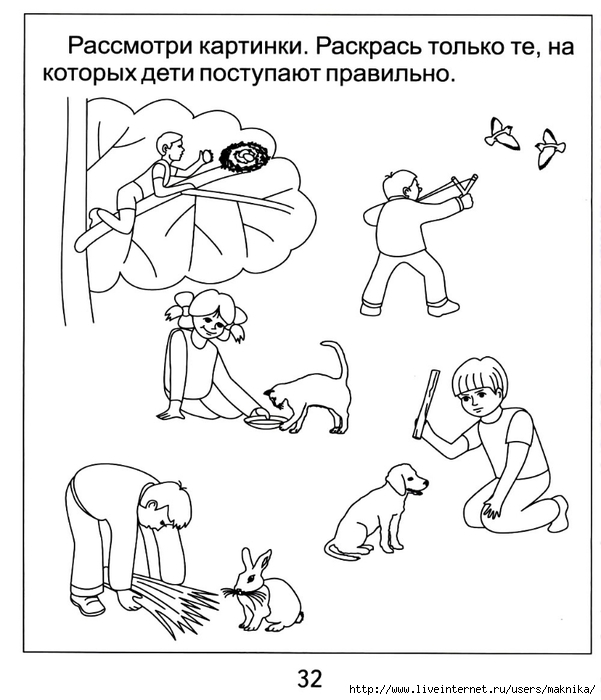 Рассмотри картинки. Раскрась только те, на
которых дети поступают правильно.
32
http://www.liveinternet.ru/users/maknika/